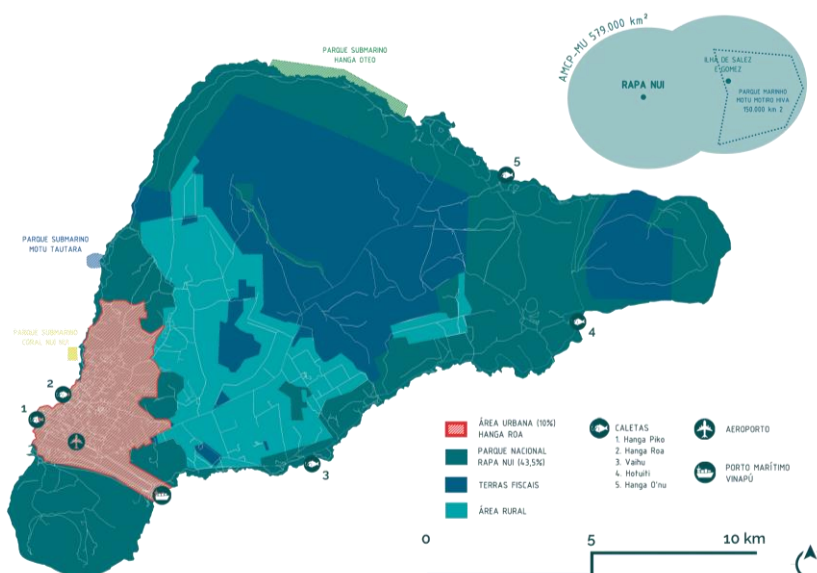 PARQUE SUBMARINO
HANGA OTEO
AMCP-MU 579.000 km²
RAPA NUI
ILHA DE SALEZ
E GOMEZ
PARQUE MARINHO
MOTU MOTIRO HIVA
150.000 km 2
5
PARQUE SUBMARINO
MOTU TAUTARA
PARQUE SUBMARINO
CORAL NUI NUI
4
2
1
3
ÁREA URBANA (10%)
HANGA ROA
PARQUE NACIONAL
RAPA NUI (43,5%)
TERRAS FISCAIS
ÁREA RURAL
CALETAS
1. Hanga Piko
2. Hanga Roa
3. Vaihu
4. Hotuiti
5. Hanga O'nu
AEROPORTO
PORTO MARÍTIMO
VINAPÚ
0
5
10 km